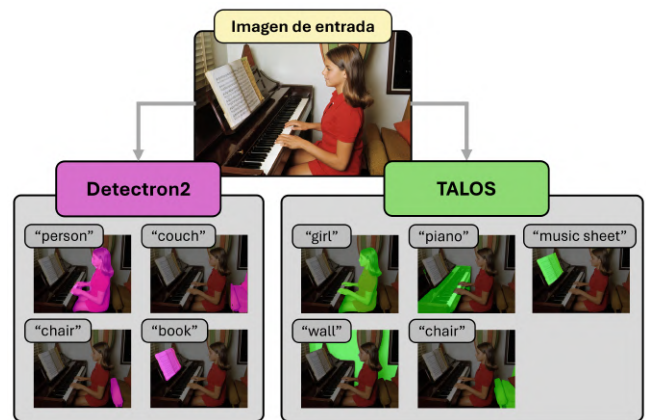 Imagen de entrada
Detectron2
TALOS
“person”
“couch”
“girl”
“piano”
“music sheet”
“chair”
“book”
“wall”
“chair”